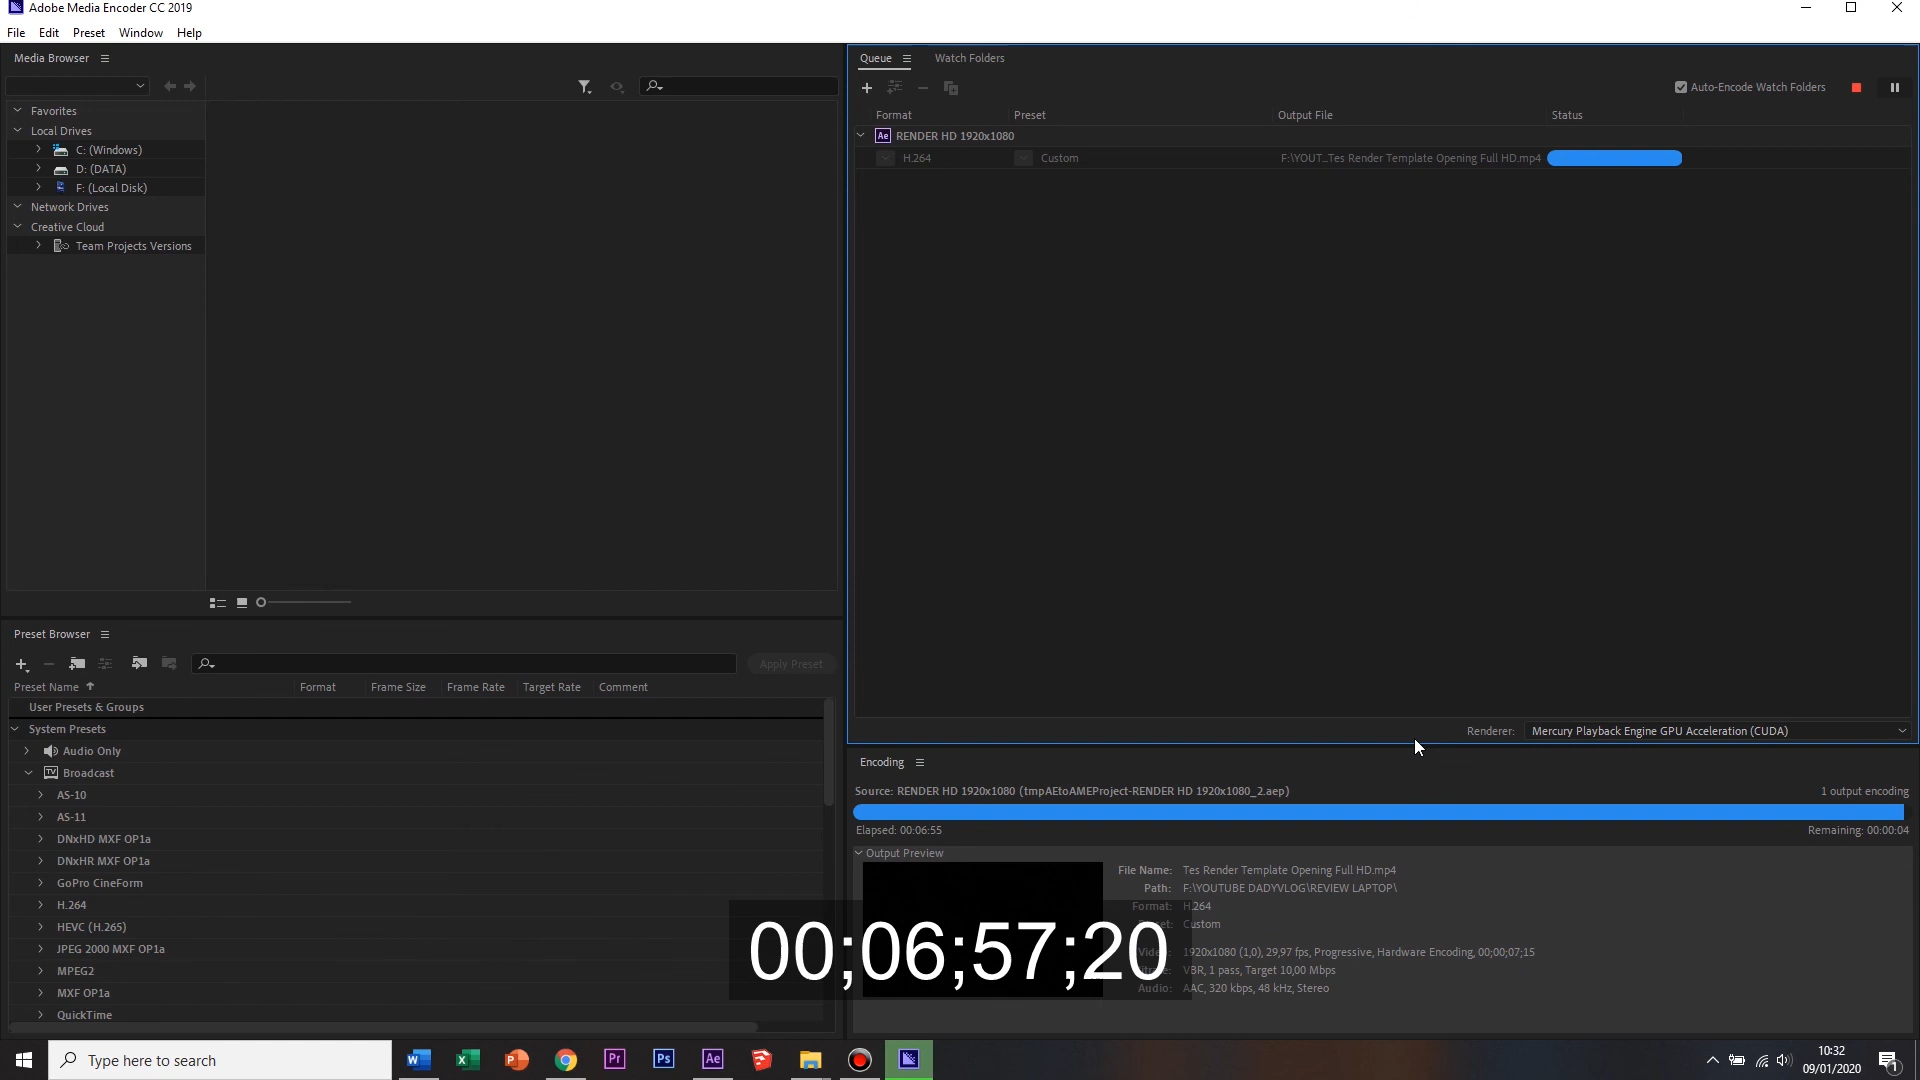 Adobe Media Encoder CC 2019
File Edit Preset Window Help
Media Browser
Favorites
Local Drives
C: (Windows)
D: (DATA)
F: (Local Disk)
Network Drives
Creative Cloud
Team Projects Versions
Queue Watch Folders
Auto-Encode Watch Folders
Format Preset Output File Status
Ae RENDER HD 1920x1080
H.264 Custom F:\YOUT...Tes Render Template Opening Full HD.mp4
Renderer: Mercury Playback Engine GPU Acceleration (CUDA)
Preset Browser
Apply Preset
Preset Name Format Frame Size Frame Rate Target Rate Comment
User Presets & Groups
System Presets
Audio Only
TV Broadcast
AS-10
AS-11
DNxHD MXF OP1a
DNxHR MXF OP1a
GoPro CineForm
H.264
HEVC (H.265)
JPEG 2000 MXF OP1a
MPEG2
MXF OP1a
QuickTime
Encoding
Source: RENDER HD 1920x1080 (tmpAEtoAMEProject-RENDER HD 1920x1080_2.aep) 1 output encoding
Elapsed: 00:06:55 Remaining: 00:00:04
Output Preview
File Name: Tes Render Template Opening Full HD.mp4
Path: F:\YOUTUBE DADYVLOG\REVIEW LAPTOP\
Format: H.264
Custom
1920x1080 (1,0), 29,97 fps, Progressive, Hardware Encoding, 00;00;07;15
VBR, 1 pass, Target 10,00 Mbps
Audio: AAC, 320 kbps, 48 kHz, Stereo
00;06;57;20
Type here to search
Pr Ps Ae
10:32
09/01/2020
1